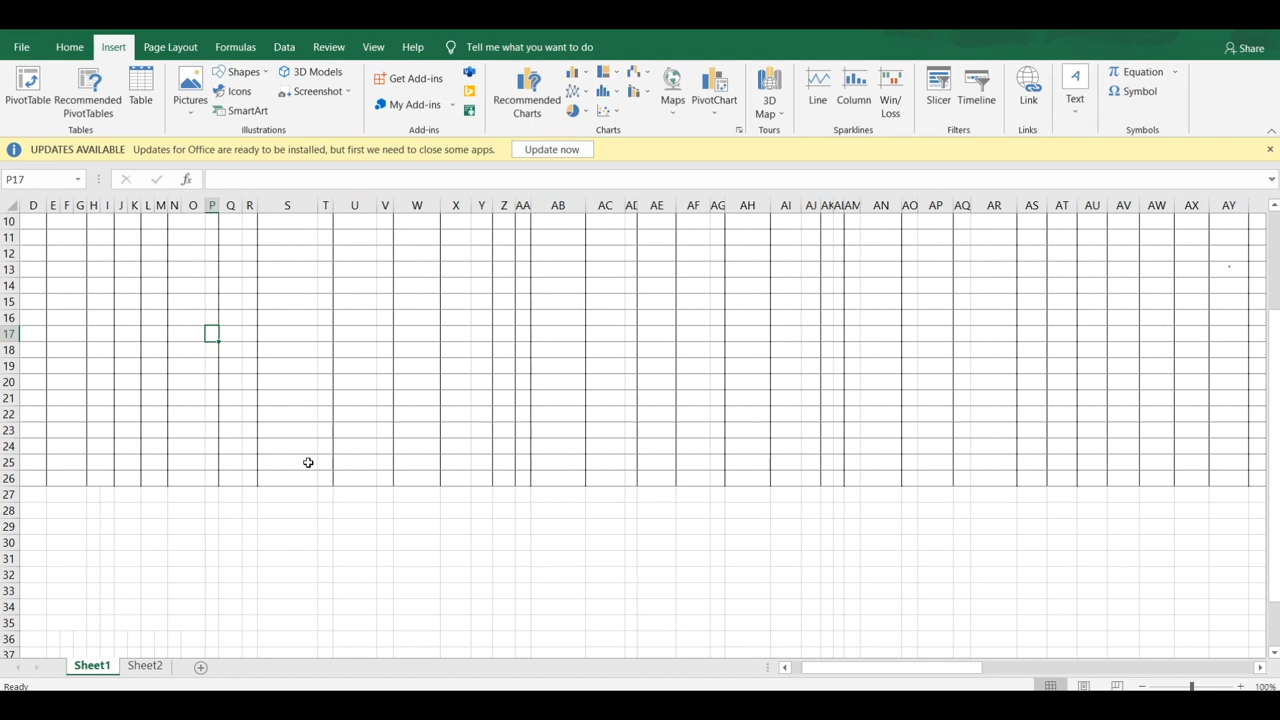 File Home Insert Page Layout Formulas Data Review View Help Tell me what you want to do Share
PivotTable
Recommended
PivotTables
Table
Tables
Pictures
Shapes
Icons
SmartArt
3D Models
Screenshot
Illustrations
Get Add-ins
My Add-ins
Add-ins
Recommended
Charts
Maps
PivotChart
Charts
3D
Map
Tours
Line
Column
Win/
Loss
Sparklines
Slicer
Timeline
Filters
Link
Links
A
Text
Equation
Symbol
Symbols
UPDATES AVAILABLE Updates for Office are ready to be installed, but first we need to close some apps. Update now
P17 fx
D E F G H I J K L M N O P Q R S T U V W X Y Z AA AB AC AE AF AG AH AI AJ AM AN AO AP AQ AR AS AT AU AV AW AX AY
10
11
12
13
14
15
16
17
18
19
20
21
22
23
24
25
26
27
28
29
30
31
32
33
34
35
36
37
Sheet1 Sheet2
Ready 100%